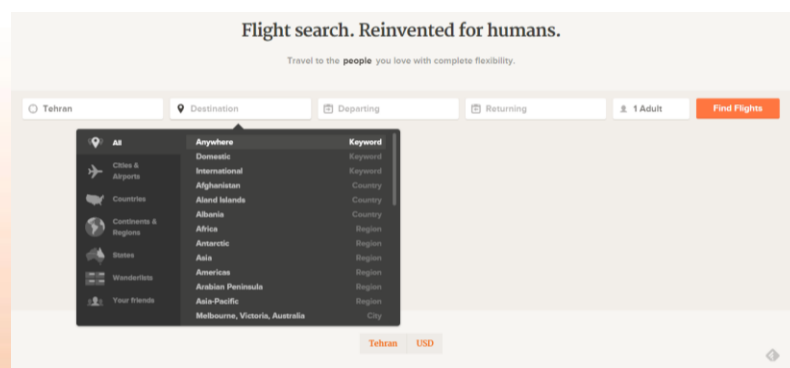 Flight search. Reinvented for humans.
Travel to the people you love with complete flexibility.
Tehran Destination Departing Returning 1 Adult Find Flights
All
Cities & Airports
Countries
Continents & Regions
States
Wanderlists
Your friends
Anywhere Keyword
Domestic Keyword
International Keyword
Afghanistan Country
Aland Islands Country
Albania Country
Africa Region
Antarctic Region
Asia Region
Americas Region
Arabian Peninsula Region
Asia-Pacific Region
Melbourne, Victoria, Australia City
Tehran USD